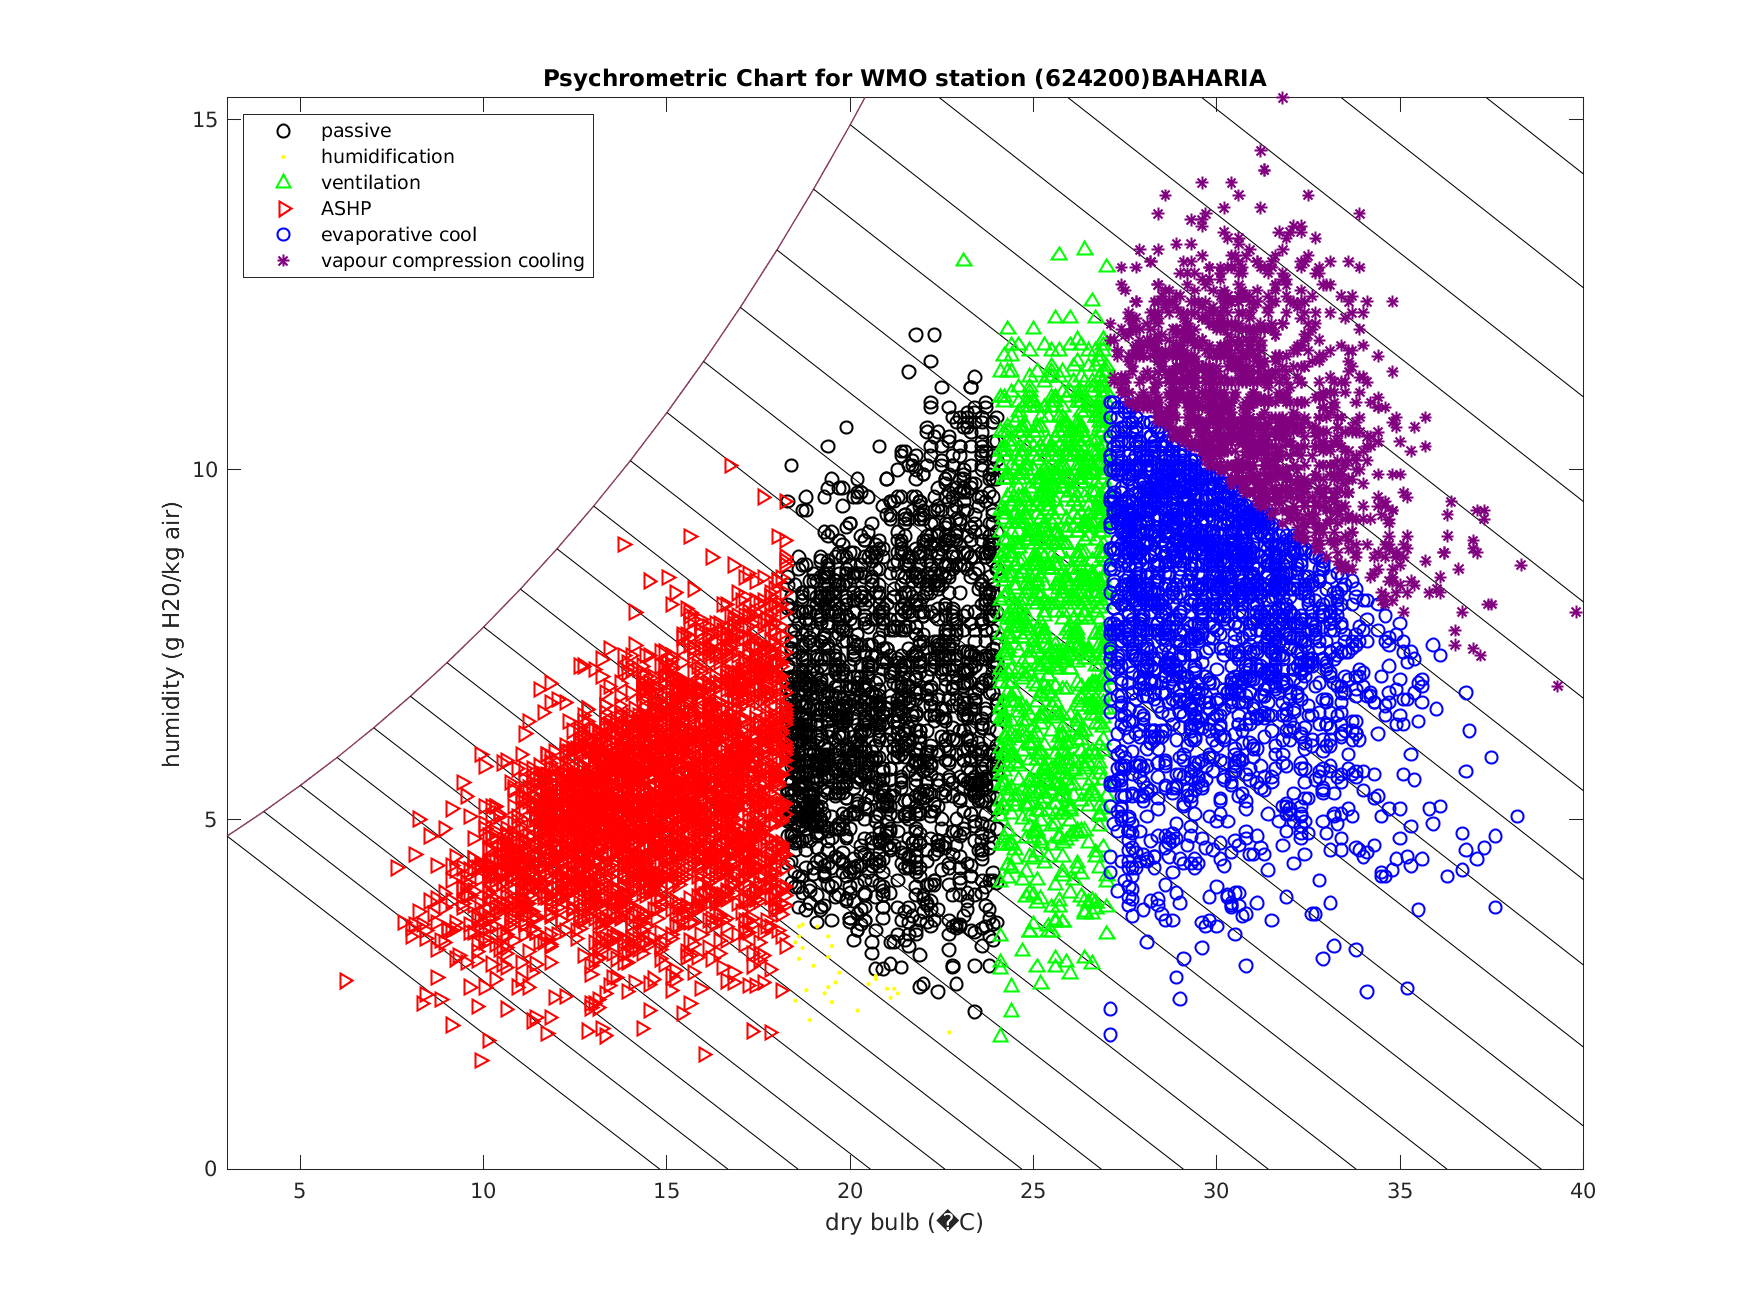 Psychrometric Chart for WMO station (624200)BAHARIA
15
passive
humidification
ventilation
ASHP
evaporative cool
vapour compression cooling
10
humidity (g H20/kg air)
5
0
5 10 15 20 25 30 35 40
dry bulb (�C)